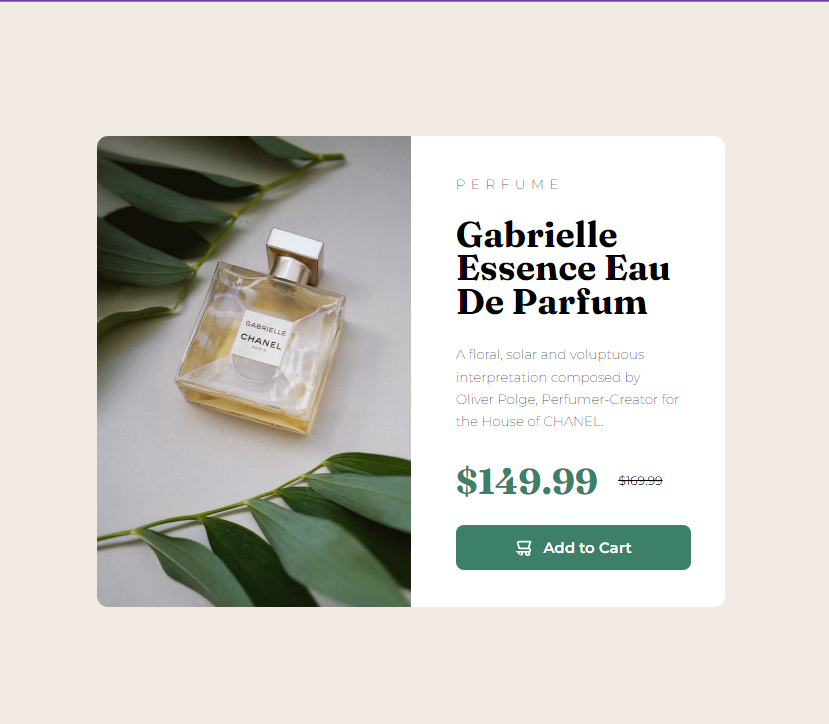 GABRIELLE
CHANEL
PARIS
PERFUME
Gabrielle
Essence Eau
De Parfum
A floral, solar and voluptuous
interpretation composed by
Oliver Polge, Perfumer-Creator for
the House of CHANEL.
$149.99 $169.99
Add to Cart